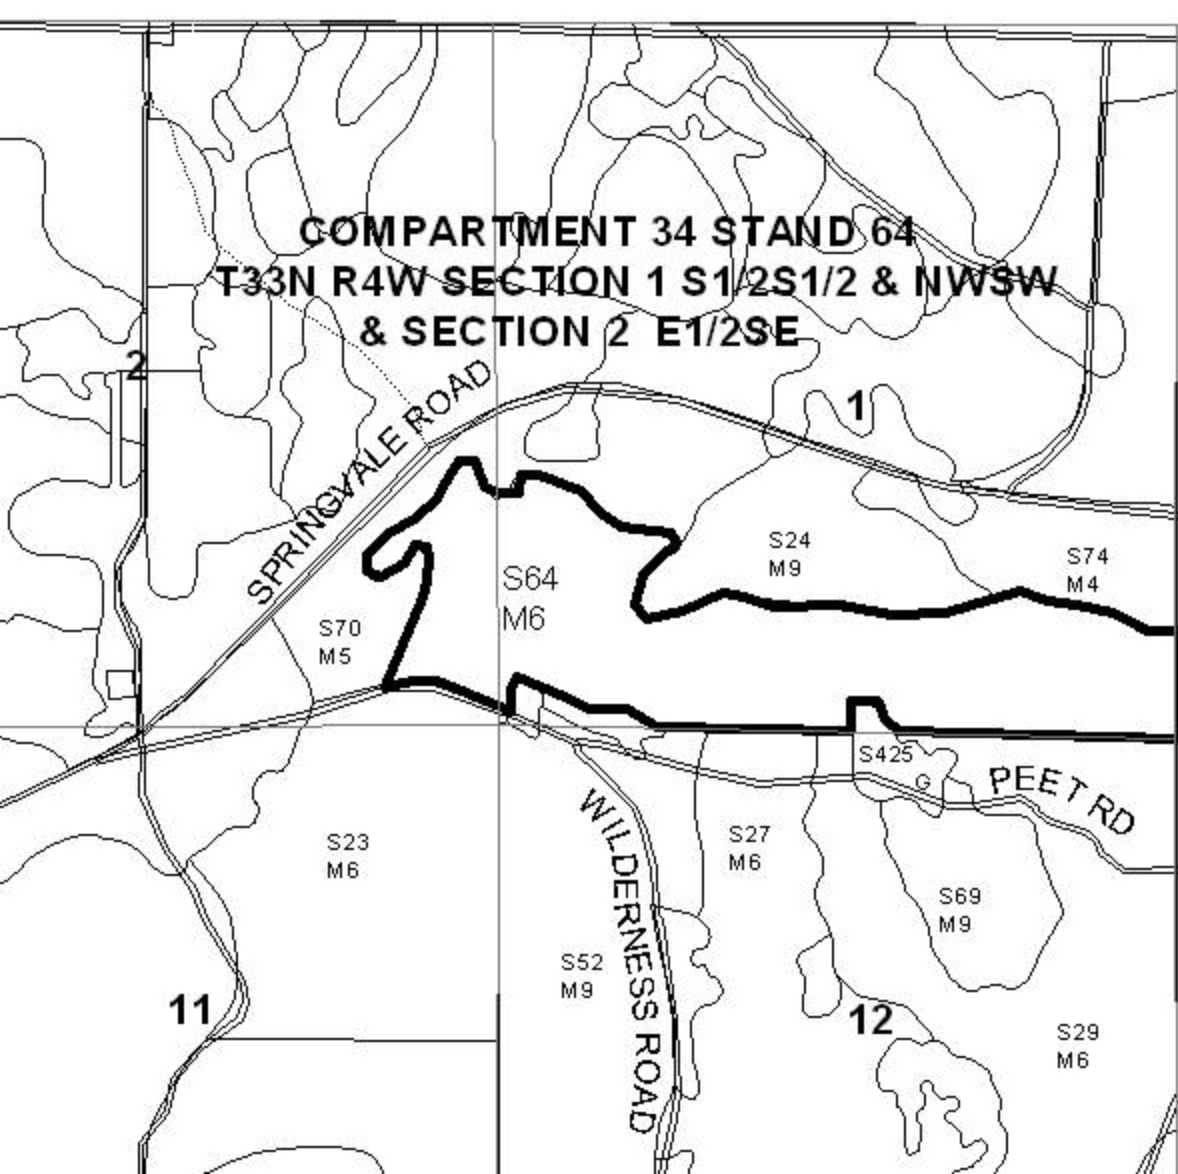 COMPARTMENT 34 STAND 64
T33N R4W SECTION 1 S1/2S1/2 & NWSW
& SECTION 2  E1/2SE
2
SPRINGVALE ROAD
1
S24
M9
S74
M4
S64
M6
S70
M5
S425
G
PEET RD
WILDERNESS ROAD
S23
M6
S27
M6
S69
M9
S52
M9
11
12
S29
M6